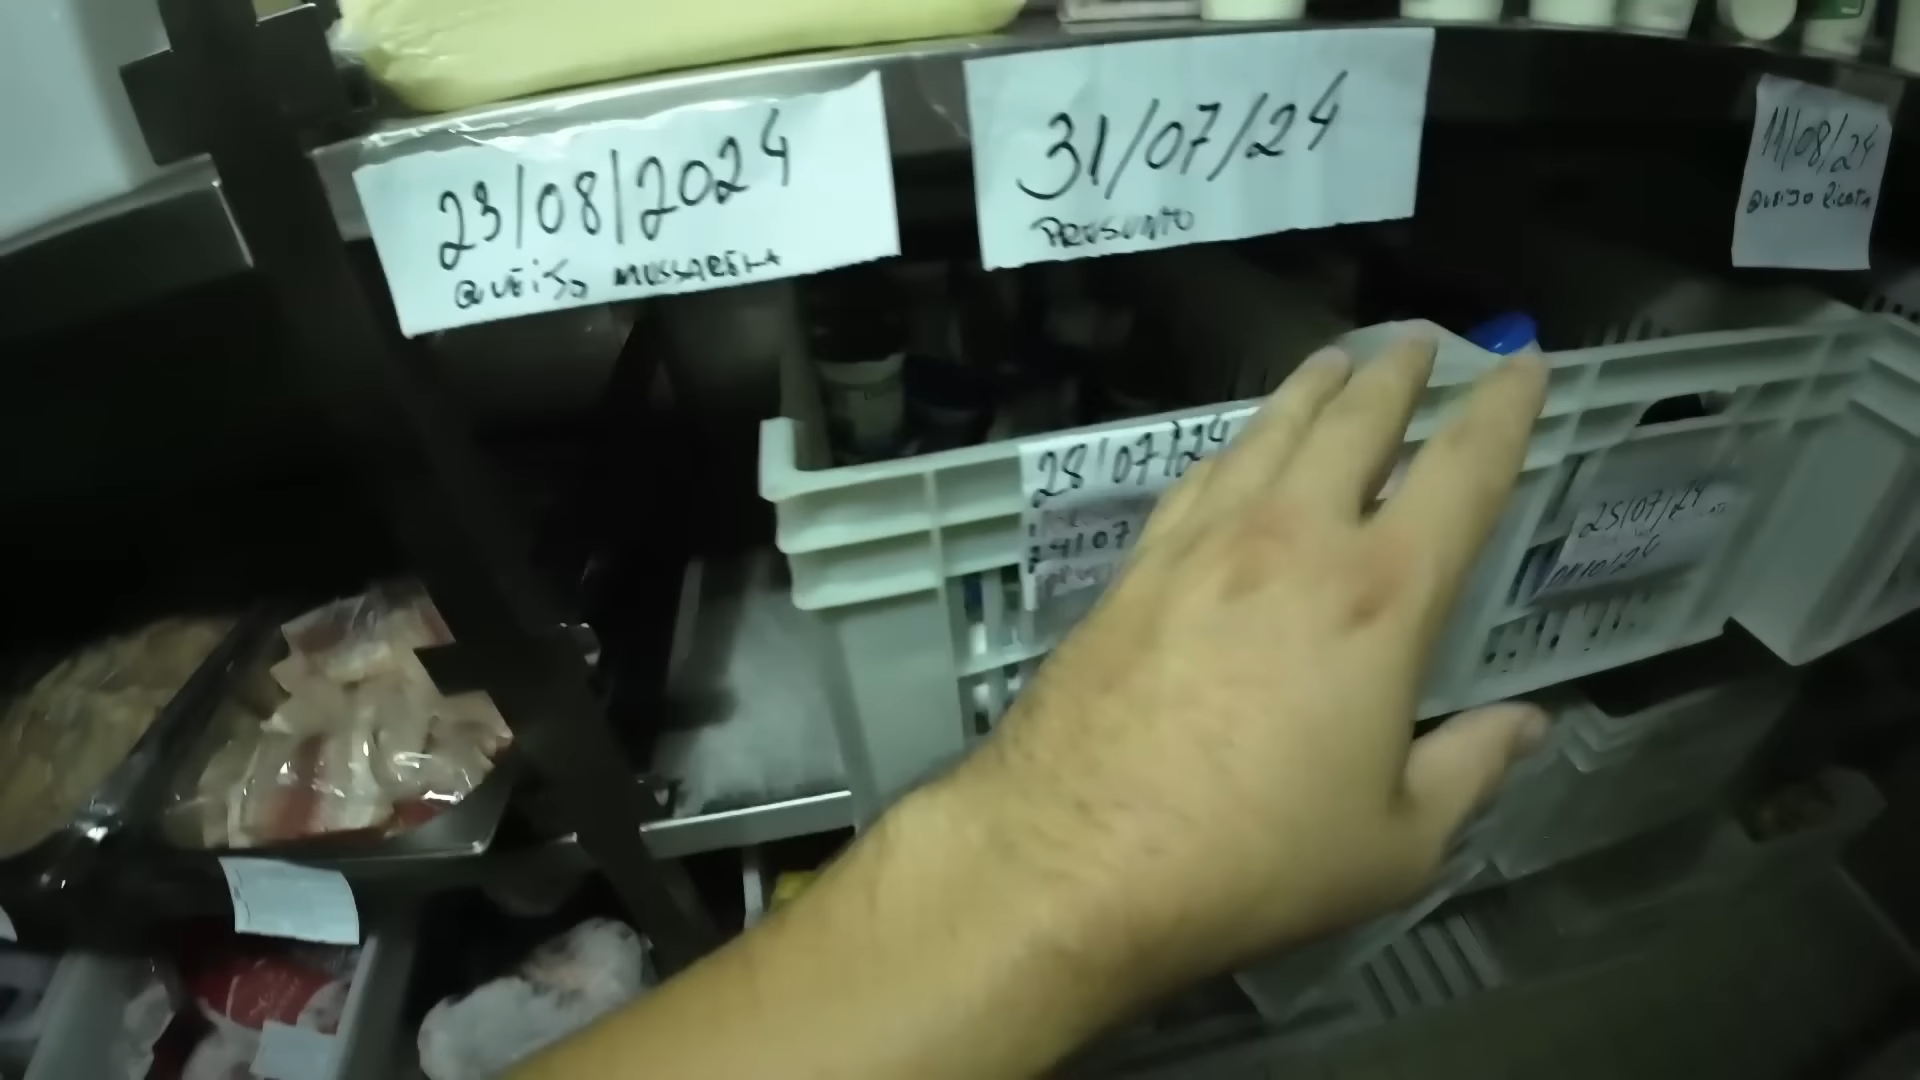 23/08/2024
QUEIJO MUSSARELA
31/07/24
PRESUNTO
11/08/24
QUEIJO RICOTA
28/07/24
25/07/24